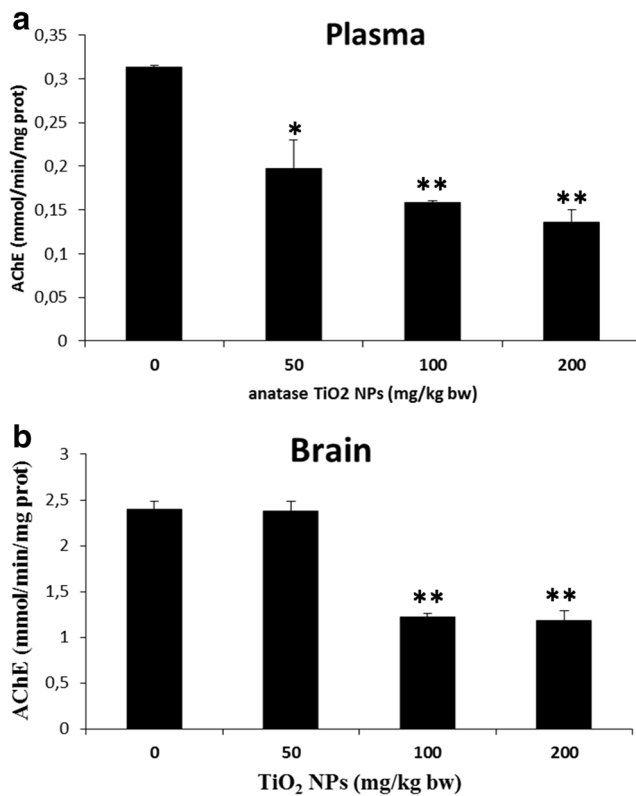 a
Plasma
AChE (mmol/min/mg prot)
0,35
0,3
0,25
0,2
0,15
0,1
0,05
0
*
**
**
0 50 100 200
anatase TiO2 NPs (mg/kg bw)
b
Brain
AChE (mmol/min/mg prot)
3
2,5
2
1,5
1
0,5
0
**
**
0 50 100 200
TiO₂ NPs (mg/kg bw)